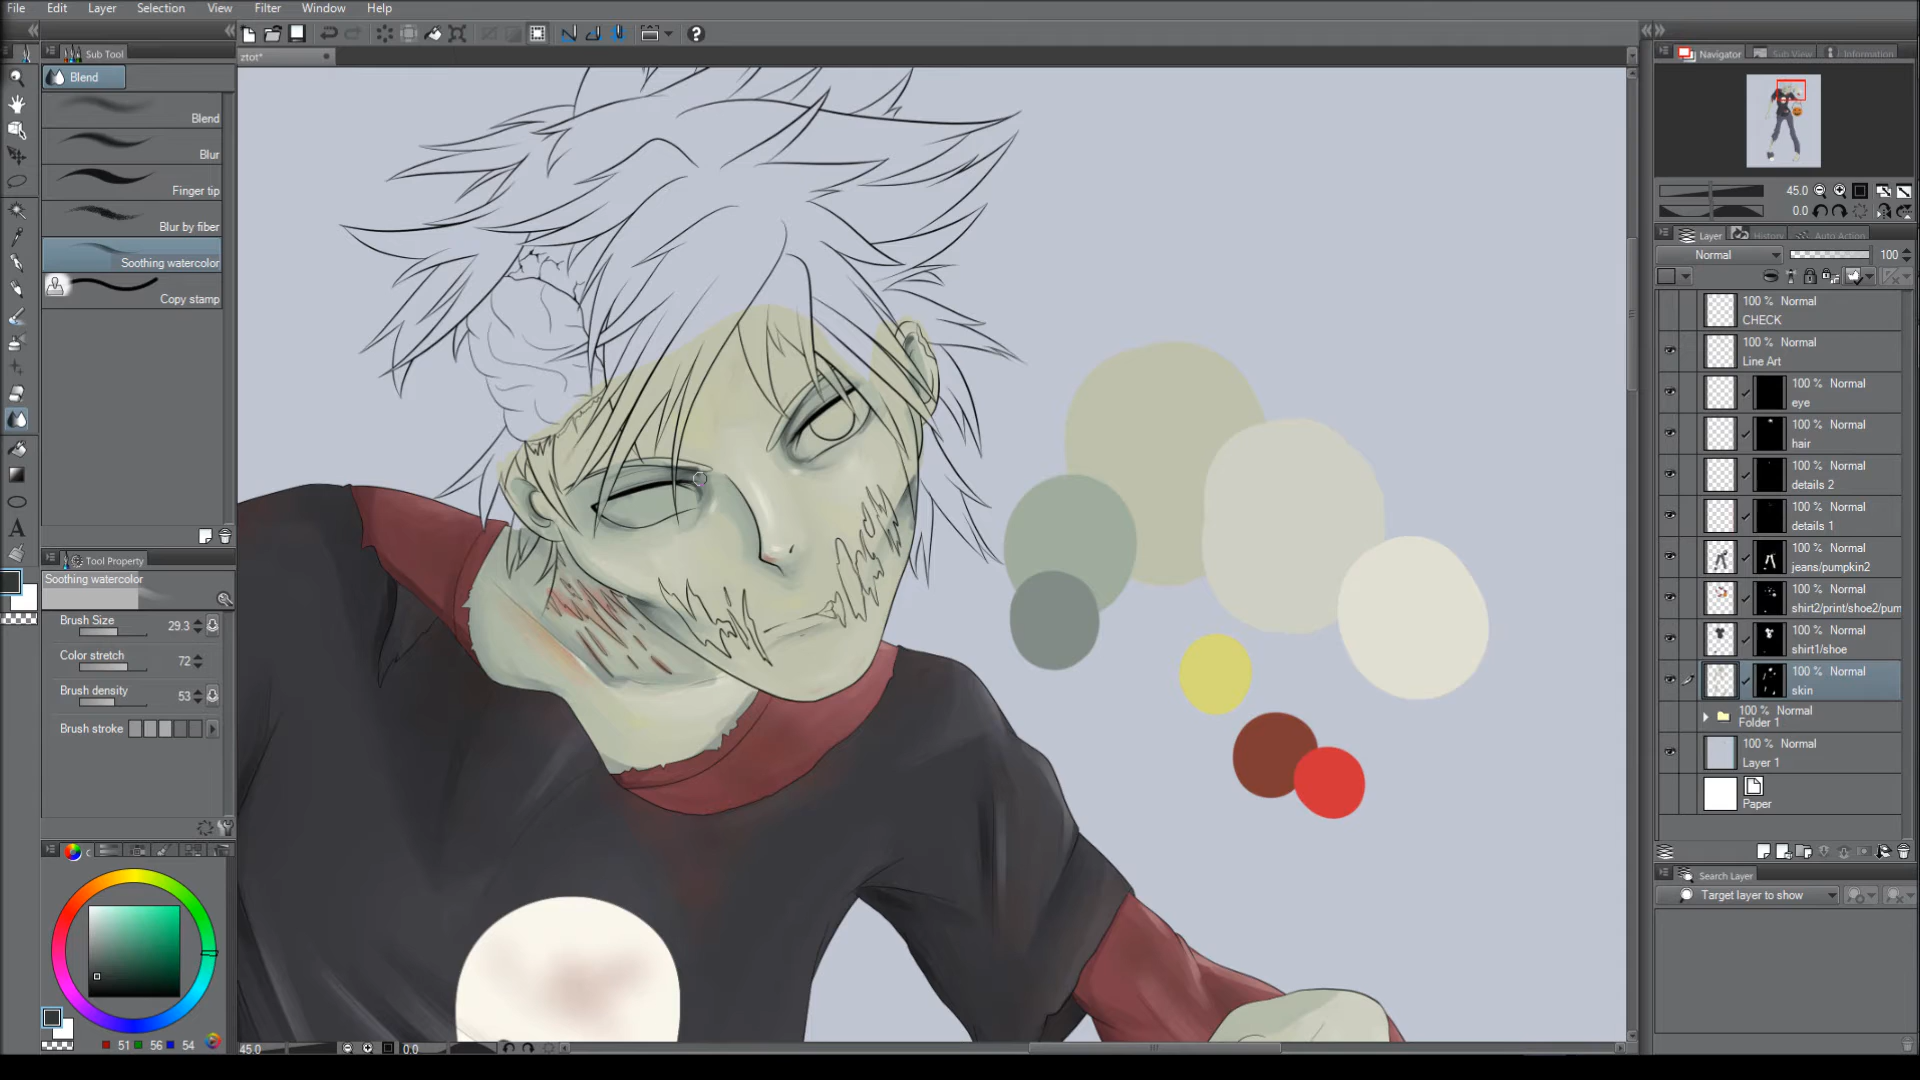 File Edit Layer Selection View Filter Window Help
Sub Tool
ztot*
Navigator Sub View Information
Blend
Blend
Blur
Finger tip
Blur by fiber
Soothing watercolor
Copy stamp
45.0
0.0
Layer History Auto Action
Normal 100
100 % Normal
CHECK
100 % Normal
Line Art
100 % Normal
eye
100 % Normal
hair
100 % Normal
details 2
100 % Normal
details 1
100 % Normal
jeans/pumpkin2
100 % Normal
shirt2/print/shoe2/pum
100 % Normal
shirt1/shoe
100 % Normal
skin
100 % Normal
Folder 1
100 % Normal
Layer 1
Paper
Tool Property
Soothing watercolor
Brush Size 29.3
Color stretch 72
Brush density 53
Brush stroke
Search Layer
Target layer to show
51 56 54
45.0 0.0